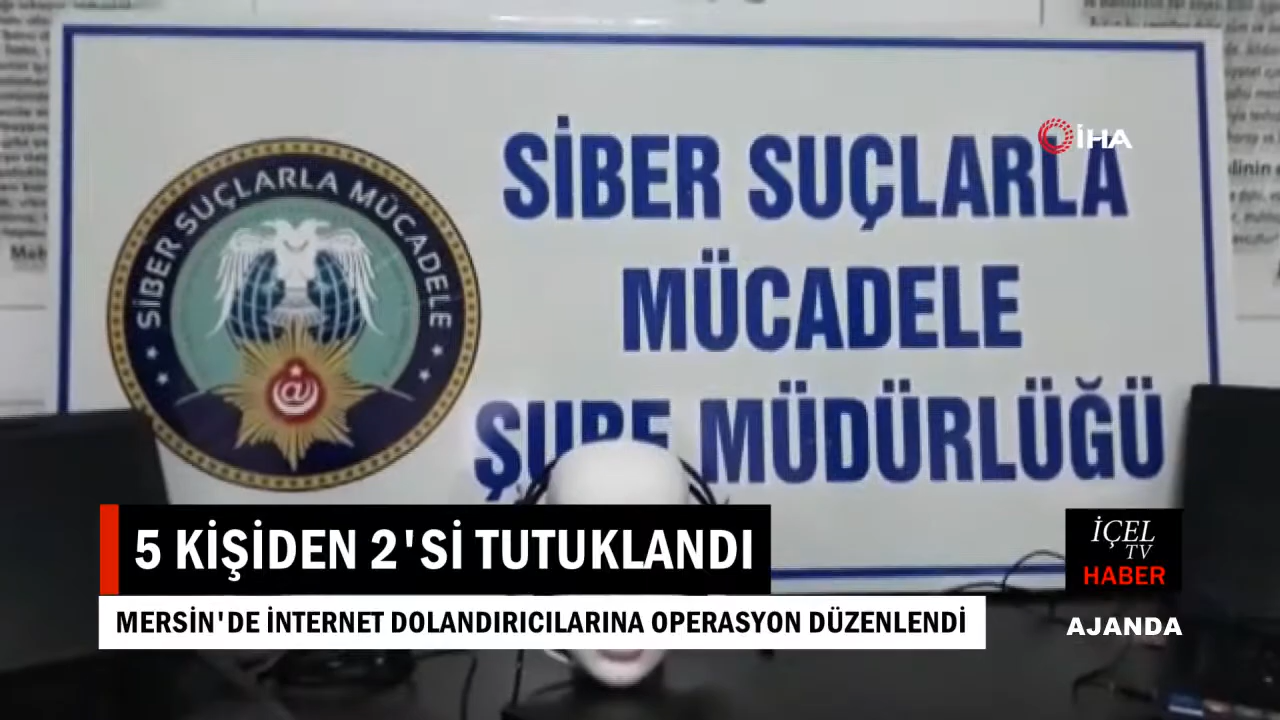 SİBER SUÇLARLA MÜCADELE
SİBER SUÇLARLA
İHA
MÜCADELE
ŞUBE MÜDÜRLÜĞÜ
5 KİŞİDEN 2'Sİ TUTUKLANDI
MERSİN'DE İNTERNET DOLANDIRICILARINA OPERASYON DÜZENLENDİ
İÇEL
TV
HABER
AJANDA